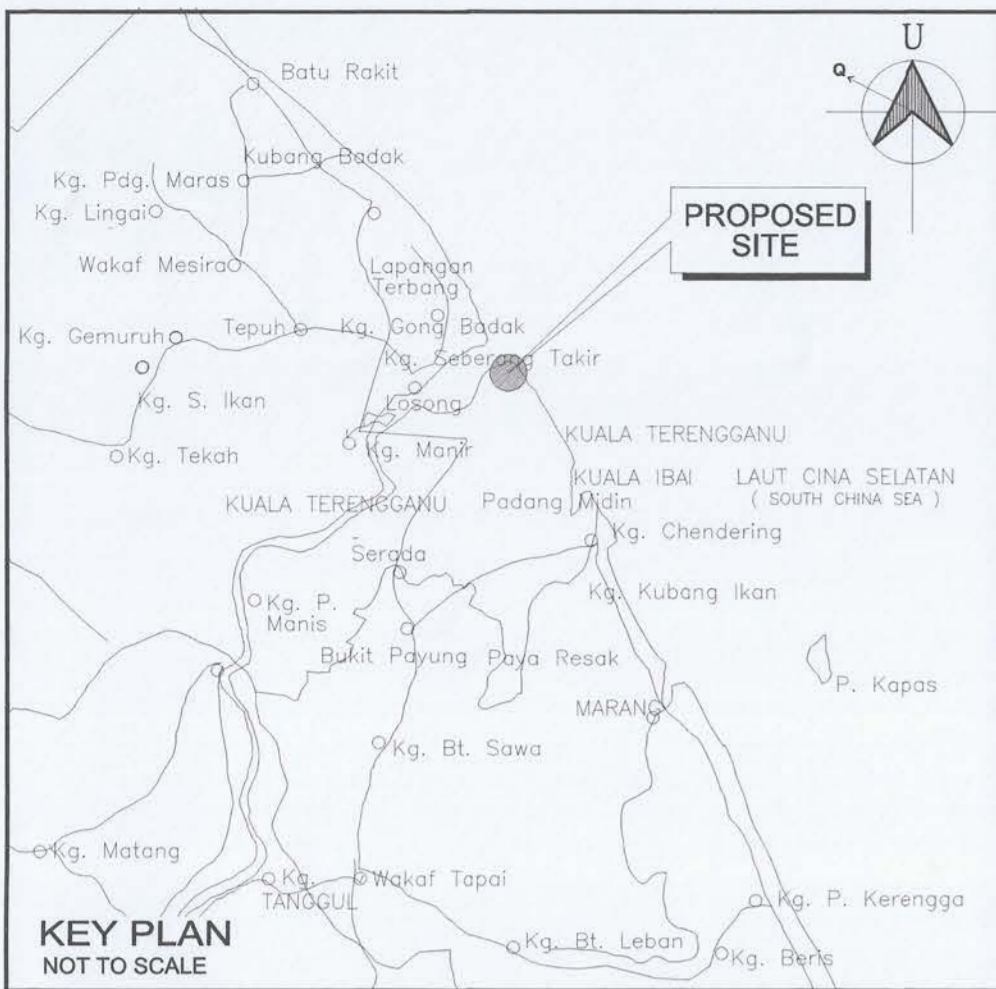 U
Q
Batu Rakit
Kubang Badak
Kg. Pdg. Maras
Kg. Lingai
PROPOSED
SITE
Wakaf Mesira
Lapangan
Terbang
Kg. Gemuruh
Tepuh
Kg. Gong Badak
Kg. Seberang Takir
Kg. S. Ikan
Losong
KUALA TERENGGANU
Kg. Manir
Kg. Tekah
KUALA IBAI
LAUT CINA SELATAN
( SOUTH CHINA SEA )
KUALA TERENGGANU
Padang Midin
Kg. Chendering
Serada
Kg. Kubang Ikan
Kg. P.
Manis
Bukit Payung
Paya Resak
P. Kapas
MARANG
Kg. Bt. Sawa
Kg. Matang
Kg.
TANGGUL
Wakaf Tapai
Kg. P. Kerengga
Kg. Bt. Leban
Kg. Beris
KEY PLAN
NOT TO SCALE